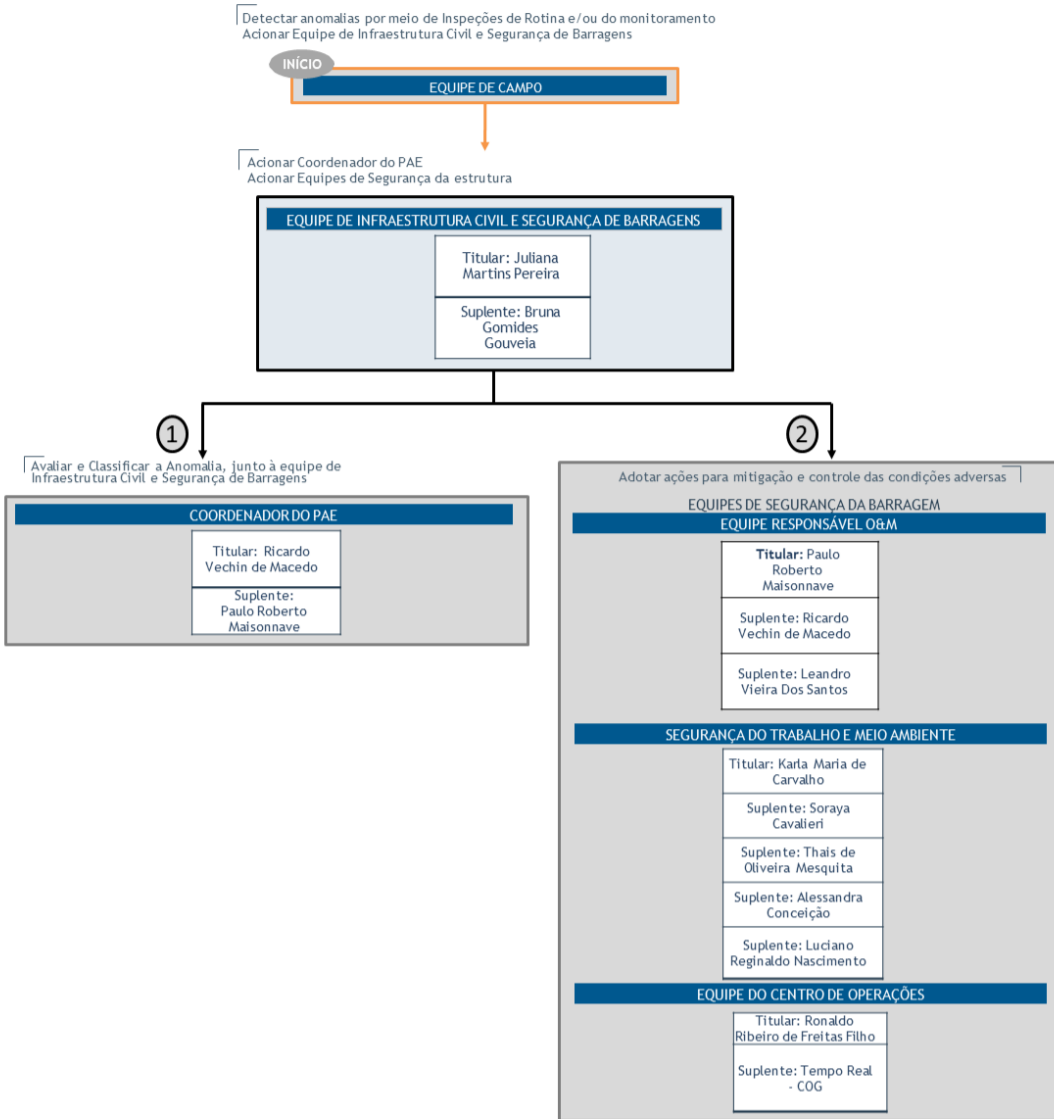 Detectar anomalias por meio de Inspeções de Rotina e/ou do monitoramento
Acionar Equipe de Infraestrutura Civil e Segurança de Barragens
INÍCIO
EQUIPE DE CAMPO
Acionar Coordenador do PAE
Acionar Equipes de Segurança da estrutura
EQUIPE DE INFRAESTRUTURA CIVIL E SEGURANÇA DE BARRAGENS
Titular: Juliana
Martins Pereira
Suplente: Bruna
Gomides
Gouveia
1
Avaliar e Classificar a Anomalia, junto à equipe de
Infraestrutura Civil e Segurança de Barragens
COORDENADOR DO PAE
Titular: Ricardo
Vechin de Macedo
Suplente:
Paulo Roberto
Maisonnave
2
Adotar ações para mitigação e controle das condições adversas
EQUIPES DE SEGURANÇA DA BARRAGEM
EQUIPE RESPONSÁVEL O&M
Titular: Paulo
Roberto
Maisonnave
Suplente: Ricardo
Vechin de Macedo
Suplente: Leandro
Vieira Dos Santos
SEGURANÇA DO TRABALHO E MEIO AMBIENTE
Titular: Karla Maria de
Carvalho
Suplente: Soraya
Cavalieri
Suplente: Thais de
Oliveira Mesquita
Suplente: Alessandra
Conceição
Suplente: Luciano
Reginaldo Nascimento
EQUIPE DO CENTRO DE OPERAÇÕES
Titular: Ronaldo
Ribeiro de Freitas Filho
Suplente: Tempo Real
- COG